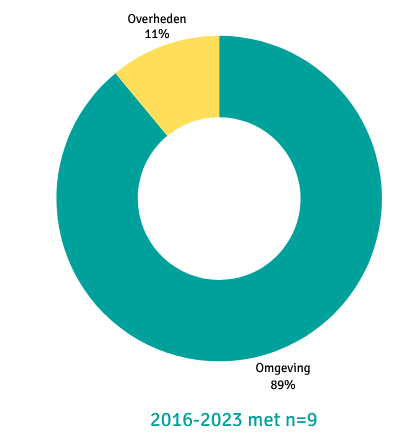 Overheden
11%
Omgeving
89%
2016-2023 met n=9